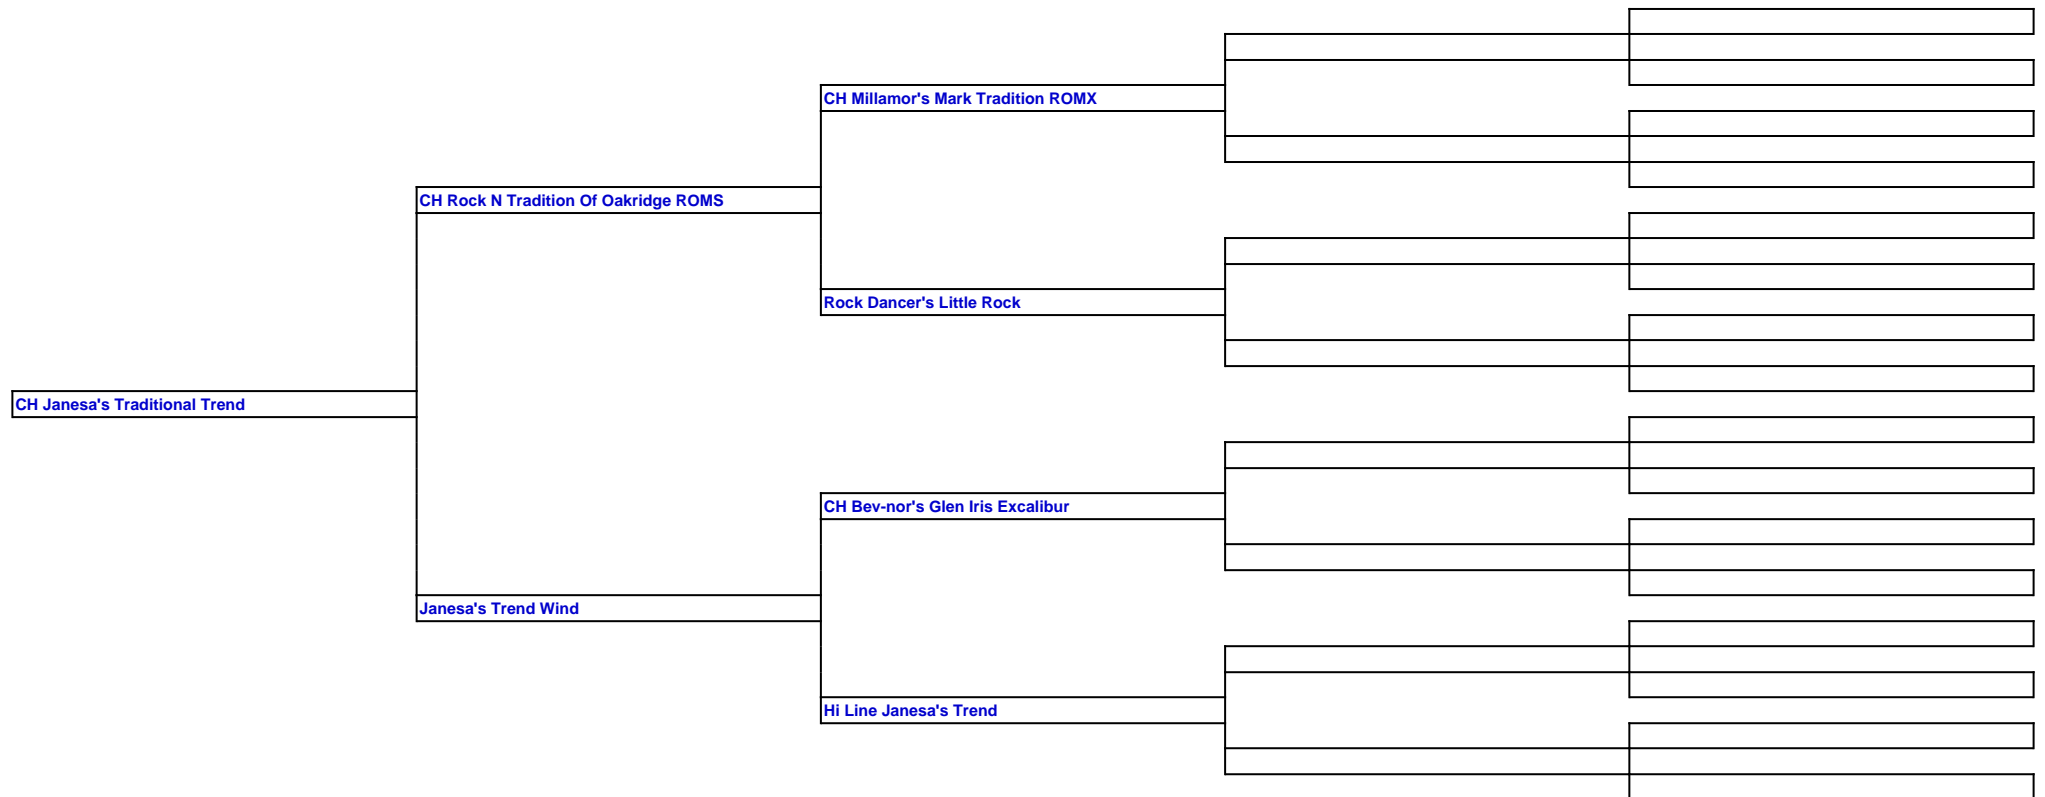 CH Millamor's Mark Tradition ROMX
CH Rock N Tradition Of Oakridge ROMS
Rock Dancer's Little Rock
CH Janesa's Traditional Trend
CH Bev-nor's Glen Iris Excalibur
Janesa's Trend Wind
Hi Line Janesa's Trend